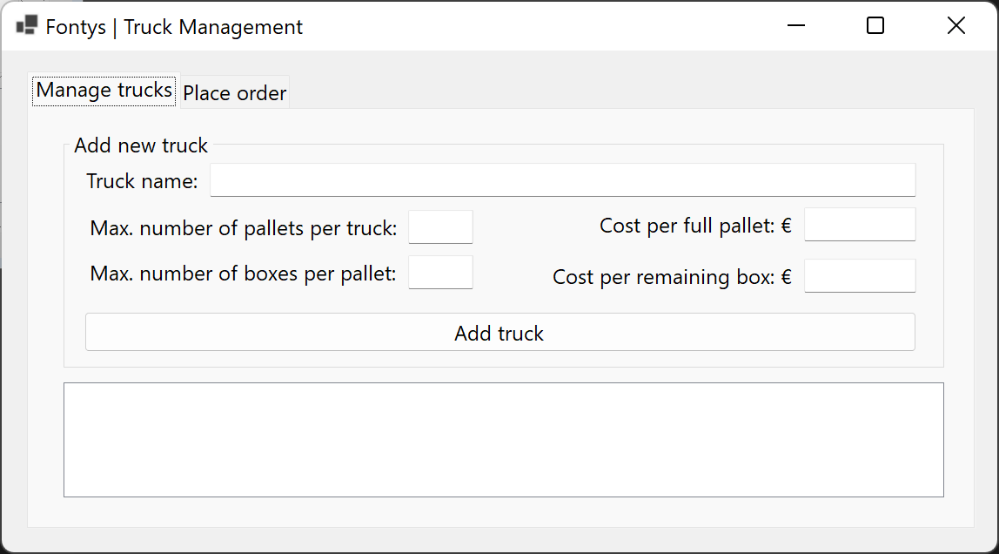 Fontys | Truck Management
Manage trucks
Place order
Add new truck
Truck name:
Max. number of pallets per truck:
Cost per full pallet: €
Max. number of boxes per pallet:
Cost per remaining box: €
Add truck